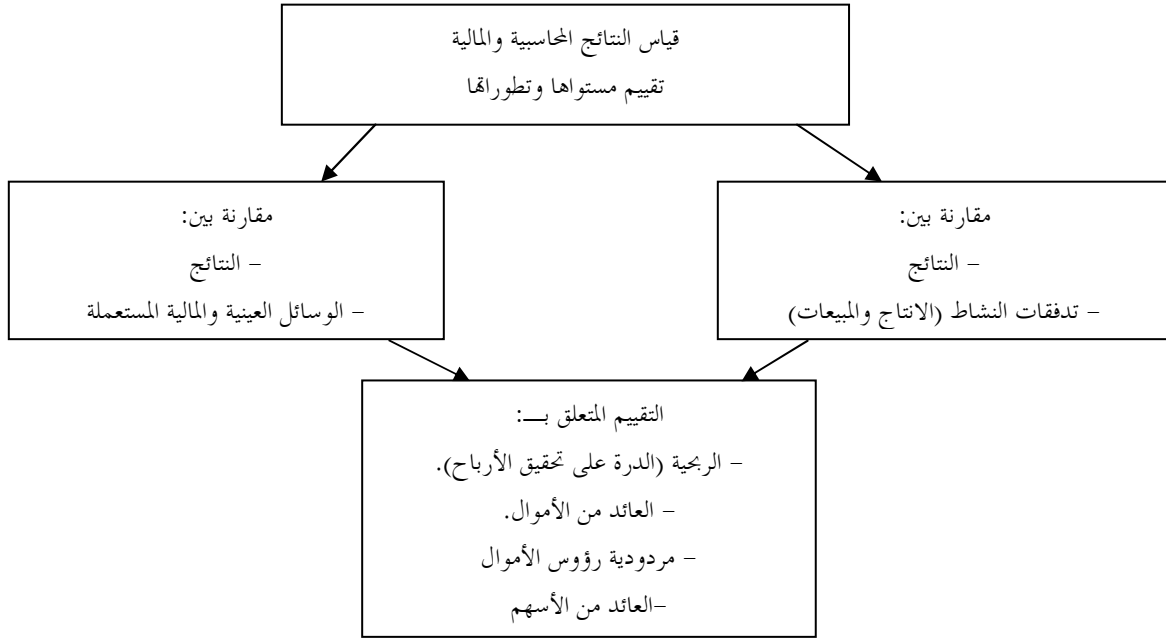 قياس النتائج المحاسبية والمالية
تقييم مستواها وتطوراتها
مقارنة بين:
– النتائج
– تدفقات النشاط (الانتاج والمبيعات)
مقارنة بين:
– النتائج
– الوسائل العينية والمالية المستعملة
التقييم المتعلق بـــ:
– الربحية (الدرة على تحقيق الأرباح).
– العائد من الأموال.
– مردودية رؤوس الأموال
–العائد من الأسهم